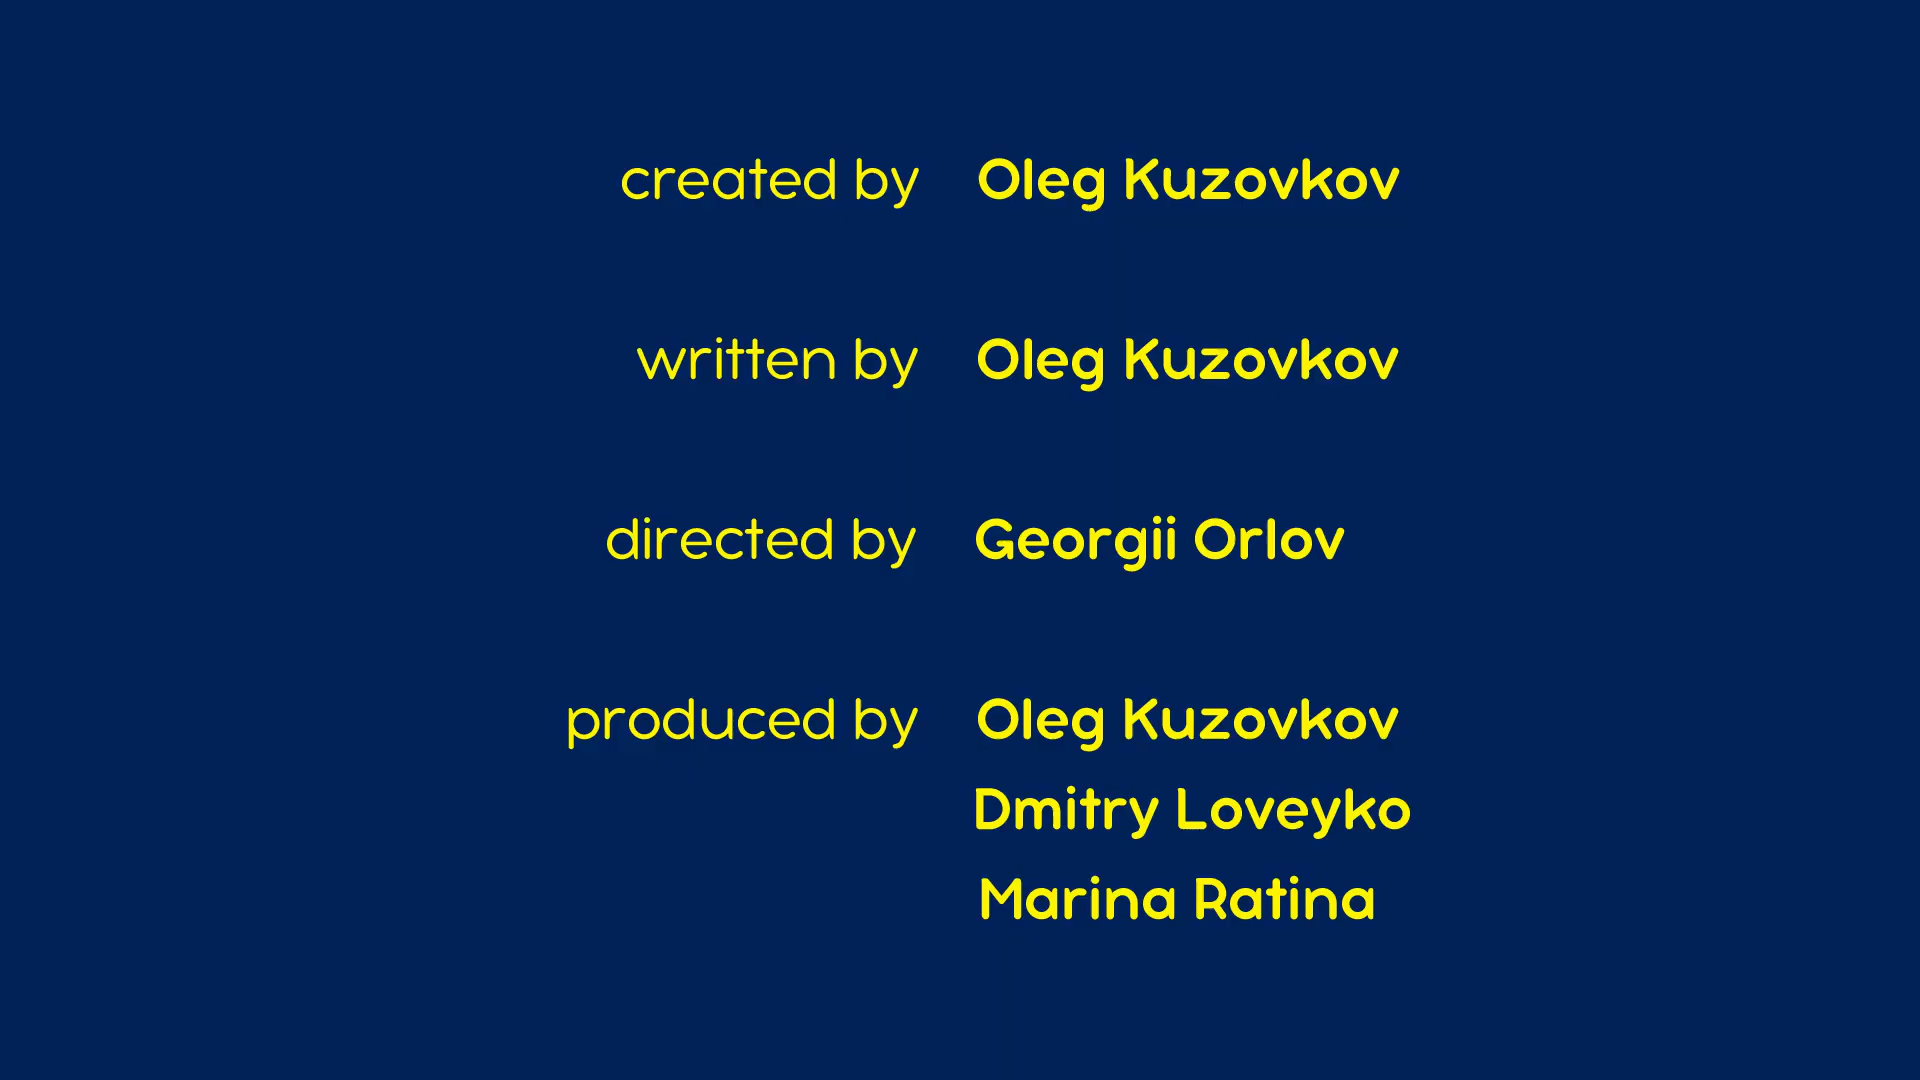 created by Oleg Kuzovkov
written by Oleg Kuzovkov
directed by Georgii Orlov
produced by Oleg Kuzovkov
Dmitry Loveyko
Marina Ratina